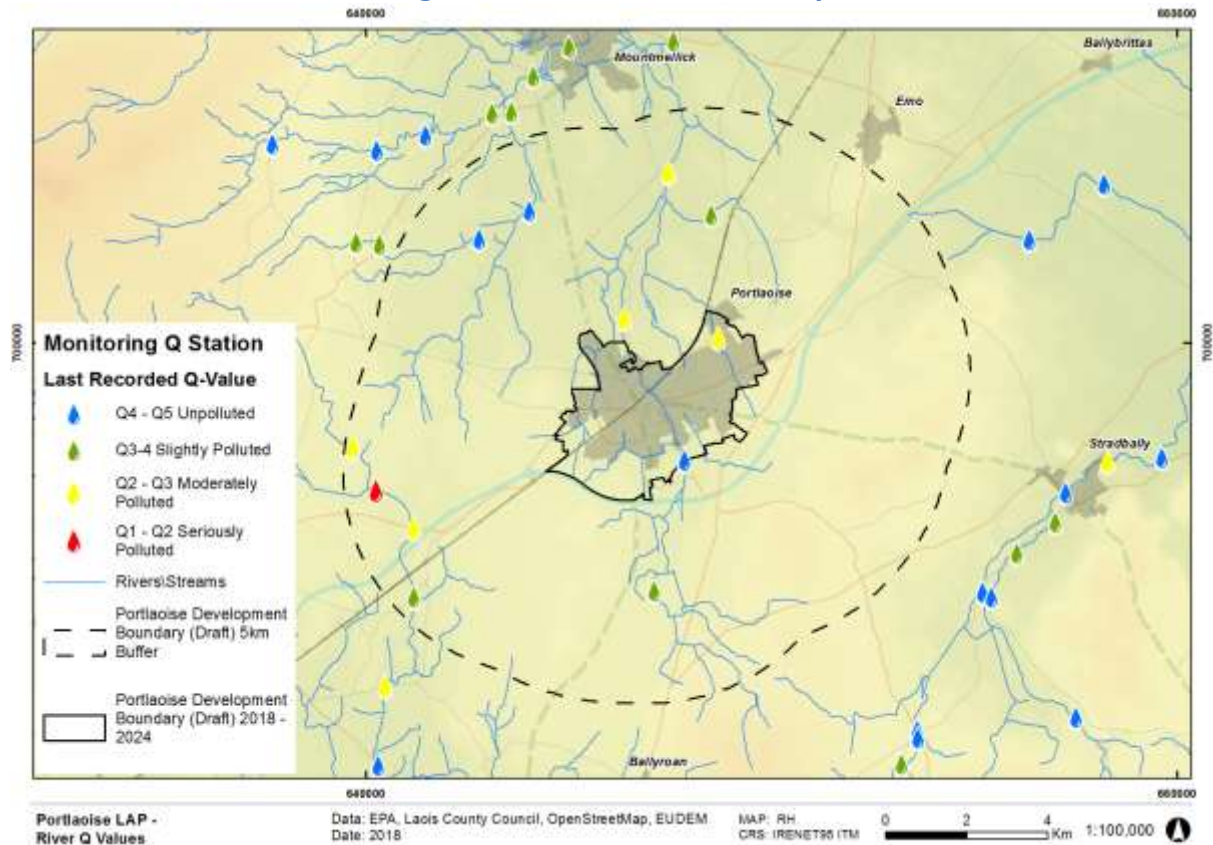 640000
660000
Mountmellick
Ballybrittas
Emo
Portlaoise
700000
700000
Stradbally
Ballyroan
Monitoring Q Station
Last Recorded Q-Value
Q4 - Q5 Unpolluted
Q3-4 Slightly Polluted
Q2 - Q3 Moderately
Polluted
Q1 - Q2 Seriously
Polluted
Rivers\Streams
Portlaoise Development
Boundary (Draft) 5km
Buffer
Portlaoise Development
Boundary (Draft) 2018 -
2024
640000
660000
Portlaoise LAP -
River Q Values
Data: EPA, Laois County Council, OpenStreetMap, EUDEM
Date: 2018
MAP: RH
CRS: IRENET95 ITM
0 2 4
Km
1:100,000